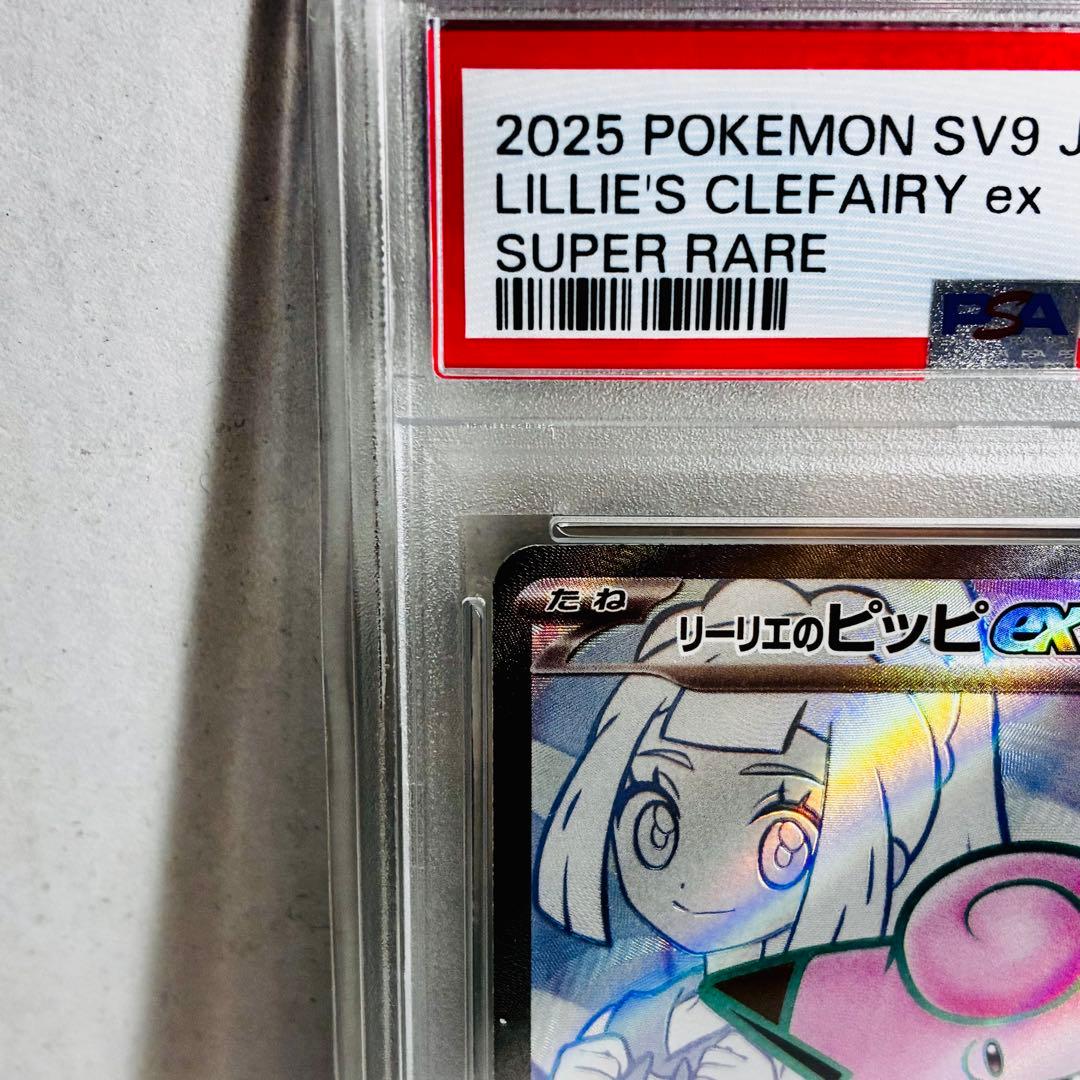 2025 POKEMON SV9 J
LILLIE'S CLEFAIRY ex
SUPER RARE
PSA
PSA
たね
リーリエのピッピex